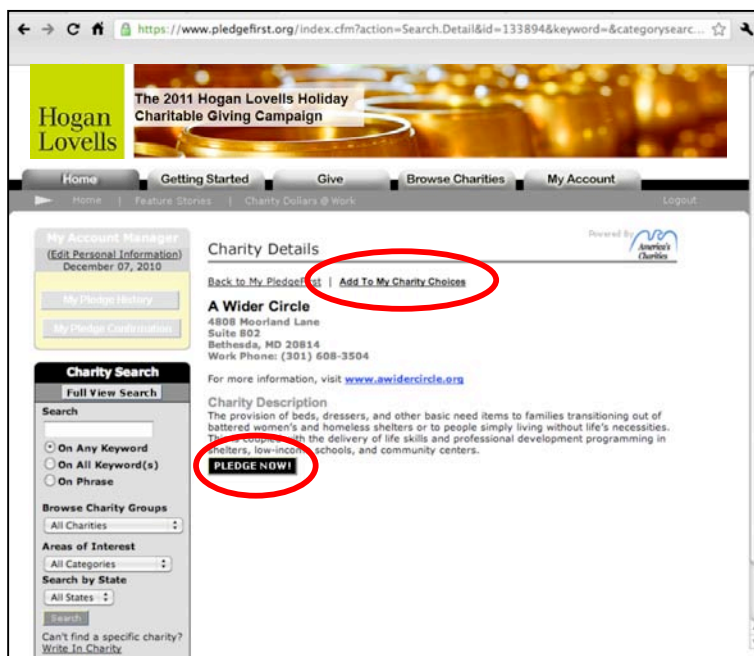 https://www.pledgefirst.org/index.cfm?action=Search.Detail&id=133894&keyword=&categorysearc...
Hogan
Lovells
The 2011 Hogan Lovells Holiday
Charitable Giving Campaign
Home
Getting Started
Give
Browse Charities
My Account
Home | Feature Stories | Charity Dollars @ Work
Logout
My Account Manager
(Edit Personal Information)
December 07, 2010
My Pledge History
My Pledge Confirmation
Charity Search
Full View Search
Search
On Any Keyword
On All Keyword(s)
On Phrase
Browse Charity Groups
All Charities
Areas of Interest
All Categories
Search by State
All States
Search
Can't find a specific charity?
Write In Charity
Charity Details
Powered by
America's
Charities
Back to My PledgeFirst | Add To My Charity Choices
A Wider Circle
4808 Moorland Lane
Suite 802
Bethesda, MD 20814
Work Phone: (301) 608-3504
For more information, visit www.awidercircle.org
Charity Description
The provision of beds, dressers, and other basic need items to families transitioning out of
battered women's and homeless shelters or to people simply living without life's necessities.
This is coupled with the delivery of life skills and professional development programming in
shelters, low-income schools, and community centers.
PLEDGE NOW!